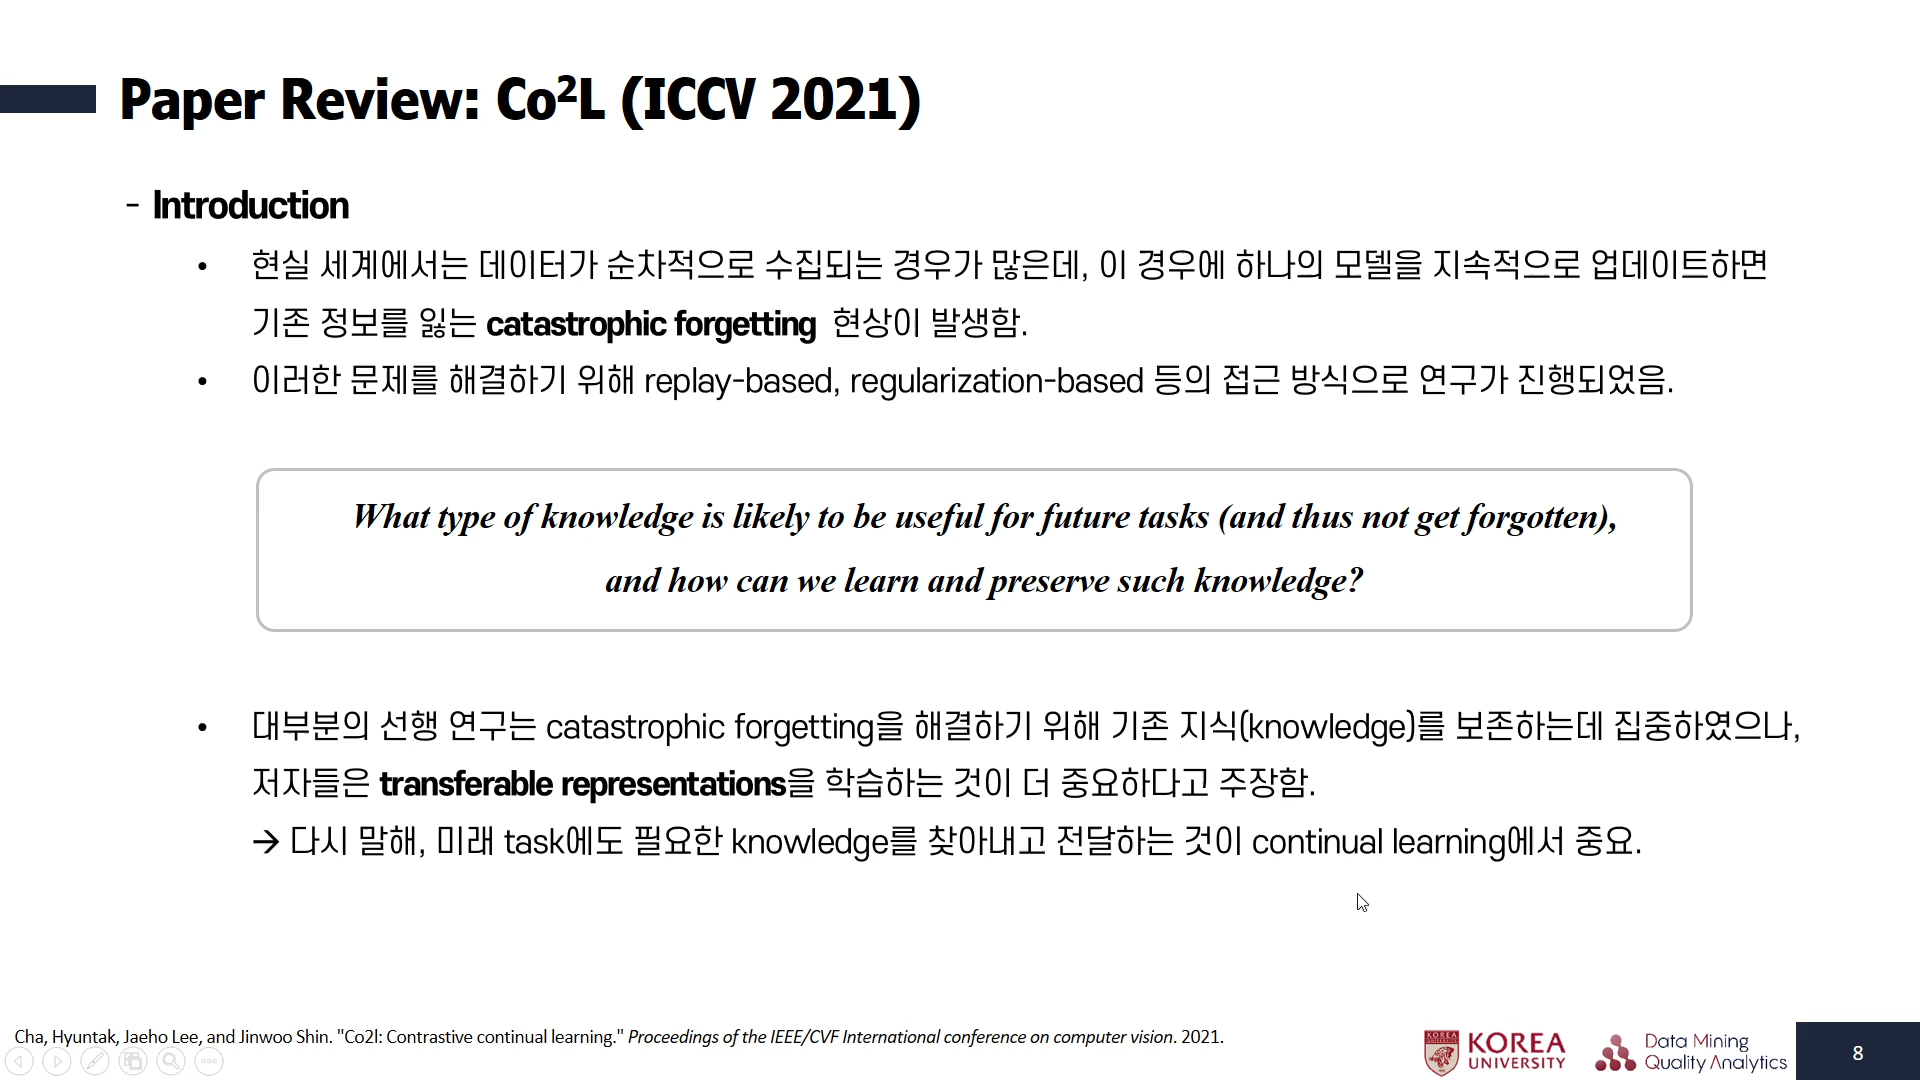 Paper Review: Co²L (ICCV 2021)
- Introduction
• 현실 세계에서는 데이터가 순차적으로 수집되는 경우가 많은데, 이 경우에 하나의 모델을 지속적으로 업데이트하면
기존 정보를 잃는 catastrophic forgetting 현상이 발생함.
• 이러한 문제를 해결하기 위해 replay-based, regularization-based 등의 접근 방식으로 연구가 진행되었음.
What type of knowledge is likely to be useful for future tasks (and thus not get forgotten),
and how can we learn and preserve such knowledge?
• 대부분의 선행 연구는 catastrophic forgetting을 해결하기 위해 기존 지식(knowledge)를 보존하는데 집중하였으나,
저자들은 transferable representations을 학습하는 것이 더 중요하다고 주장함.
→ 다시 말해, 미래 task에도 필요한 knowledge를 찾아내고 전달하는 것이 continual learning에서 중요.
Cha, Hyuntak, Jaeho Lee, and Jinwoo Shin. "Co2l: Contrastive continual learning." Proceedings of the IEEE/CVF International conference on computer vision. 2021.
KOREA
UNIVERSITY
Data Mining
Quality Analytics
8